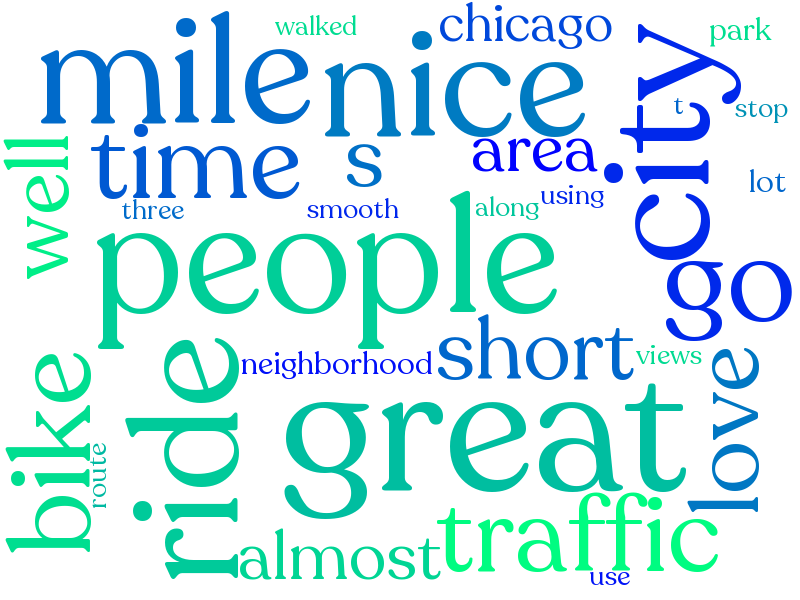 walked
chicago
park
mile
nice
city
t
stop
time
s
area
well
lot
three
smooth
along
using
people
go
neighborhood
short
views
bike
ride
great
love
route
almost
traffic
use